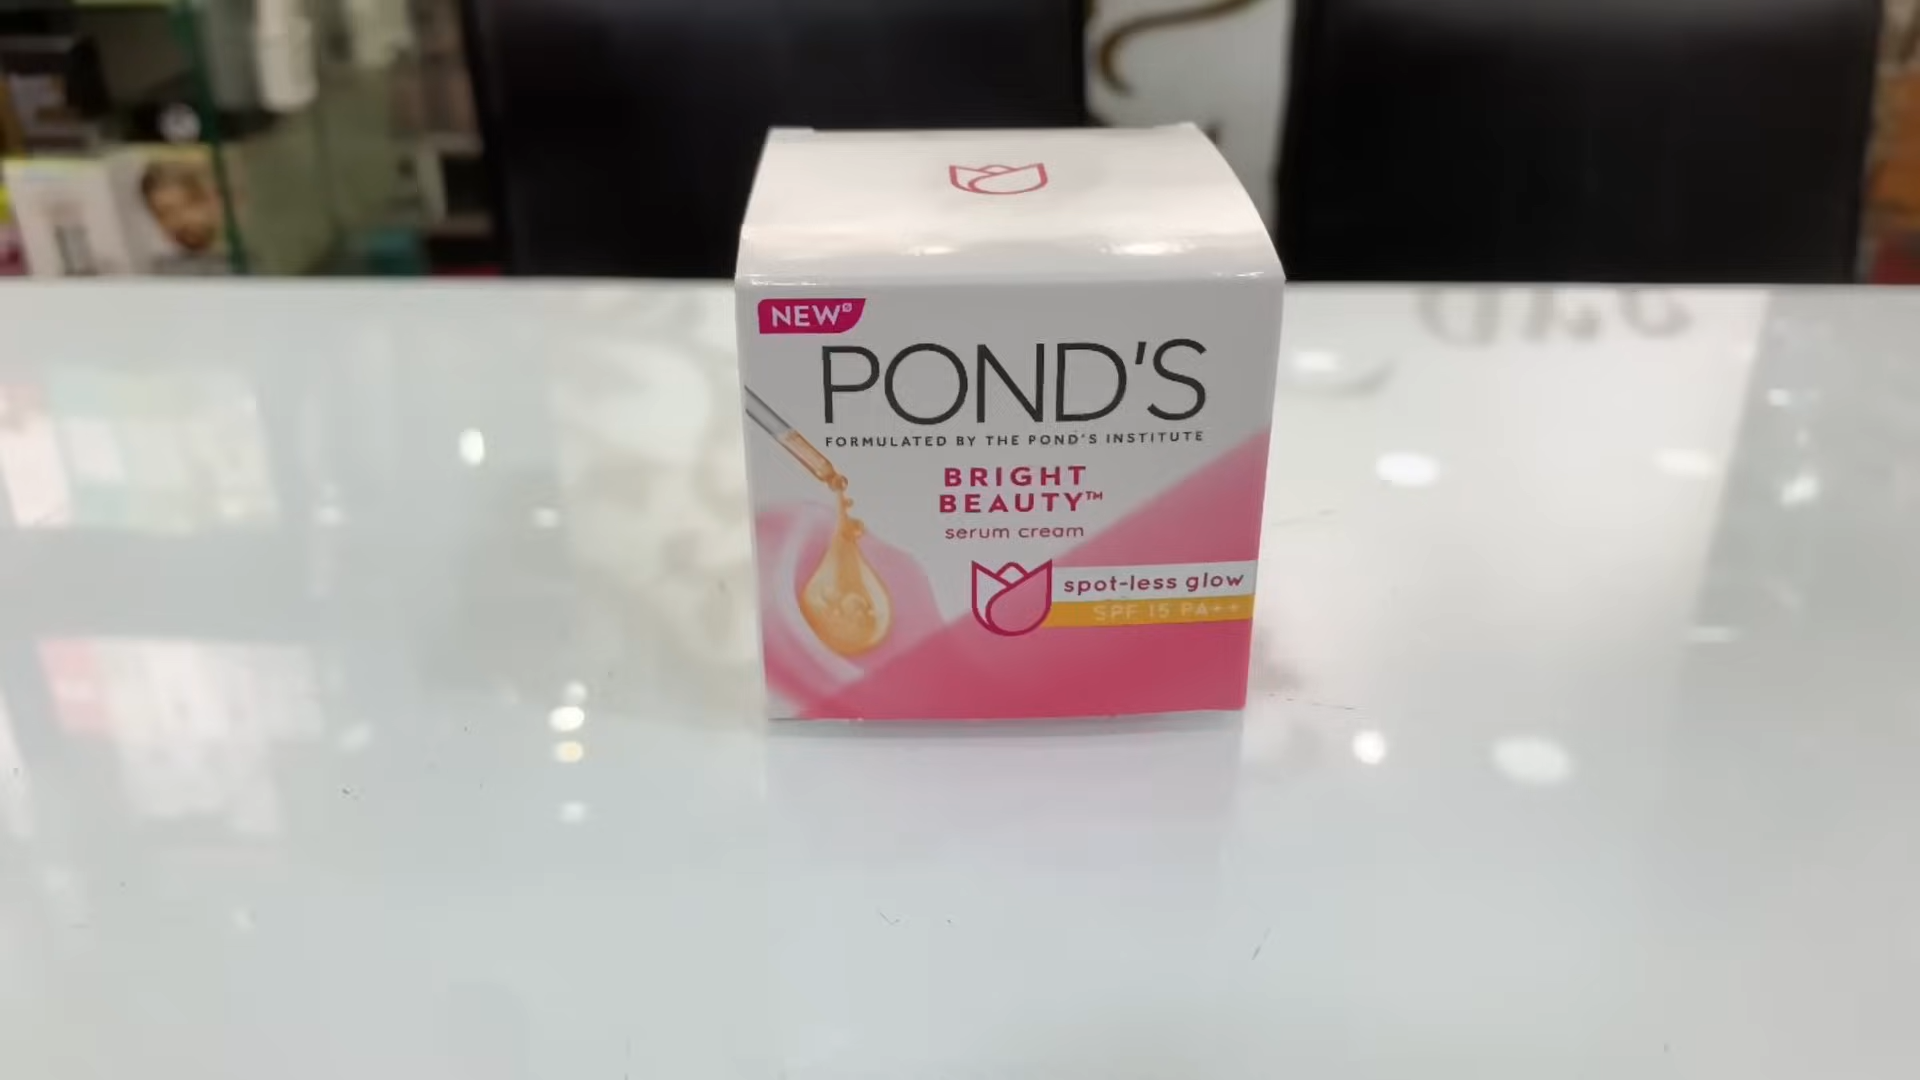 NEW
POND'S
FORMULATED BY THE POND'S INSTITUTE
BRIGHT
BEAUTY™
serum cream
spot-less glow
SPF 15 PA++